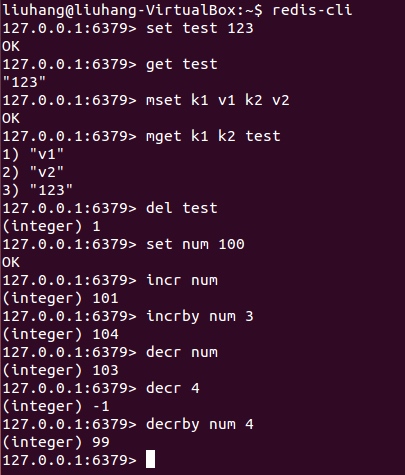 liuhang@liuhang-VirtualBox:~$ redis-cli
127.0.0.1:6379> set test 123
OK
127.0.0.1:6379> get test
"123"
127.0.0.1:6379> mset k1 v1 k2 v2
OK
127.0.0.1:6379> mget k1 k2 test
1) "v1"
2) "v2"
3) "123"
127.0.0.1:6379> del test
(integer) 1
127.0.0.1:6379> set num 100
OK
127.0.0.1:6379> incr num
(integer) 101
127.0.0.1:6379> incrby num 3
(integer) 104
127.0.0.1:6379> decr num
(integer) 103
127.0.0.1:6379> decr 4
(integer) -1
127.0.0.1:6379> decrby num 4
(integer) 99
127.0.0.1:6379>